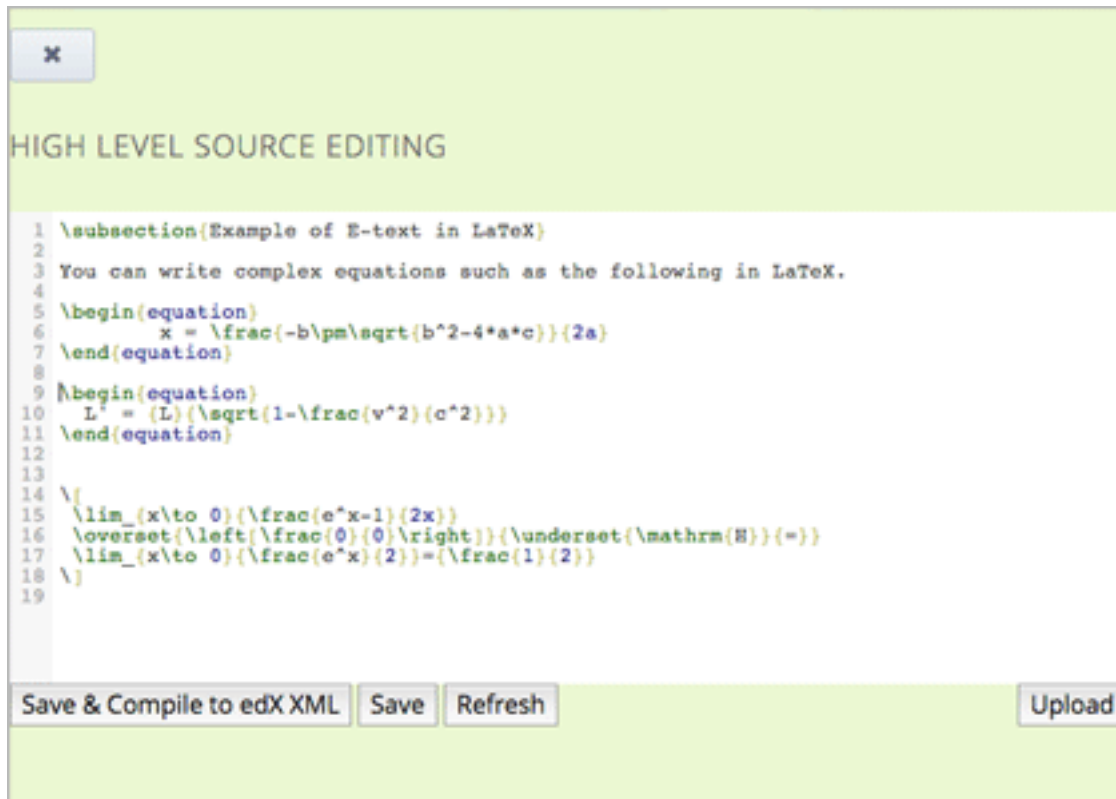 ✖
HIGH LEVEL SOURCE EDITING
1 \subsection{Example of E-text in LaTeX}
2
3 You can write complex equations such as the following in LaTeX.
4
5 \begin{equation}
6 x = \frac{-b\pm\sqrt{b^2-4*a*c}}{2a}
7 \end{equation}
8
9 \begin{equation}
10 L' = {L}{\sqrt{1-\frac{v^2}{c^2}}}
11 \end{equation}
12
13
14 \[
15 \lim_{x\to 0}{\frac{e^x-1}{2x}}
16 \overset{\left[\frac{0}{0}\right]}{\underset{\mathrm{H}}{=}}
17 \lim_{x\to 0}{\frac{e^x}{2}}={\frac{1}{2}}
18 \]
19
Save & Compile to edX XML Save Refresh Upload